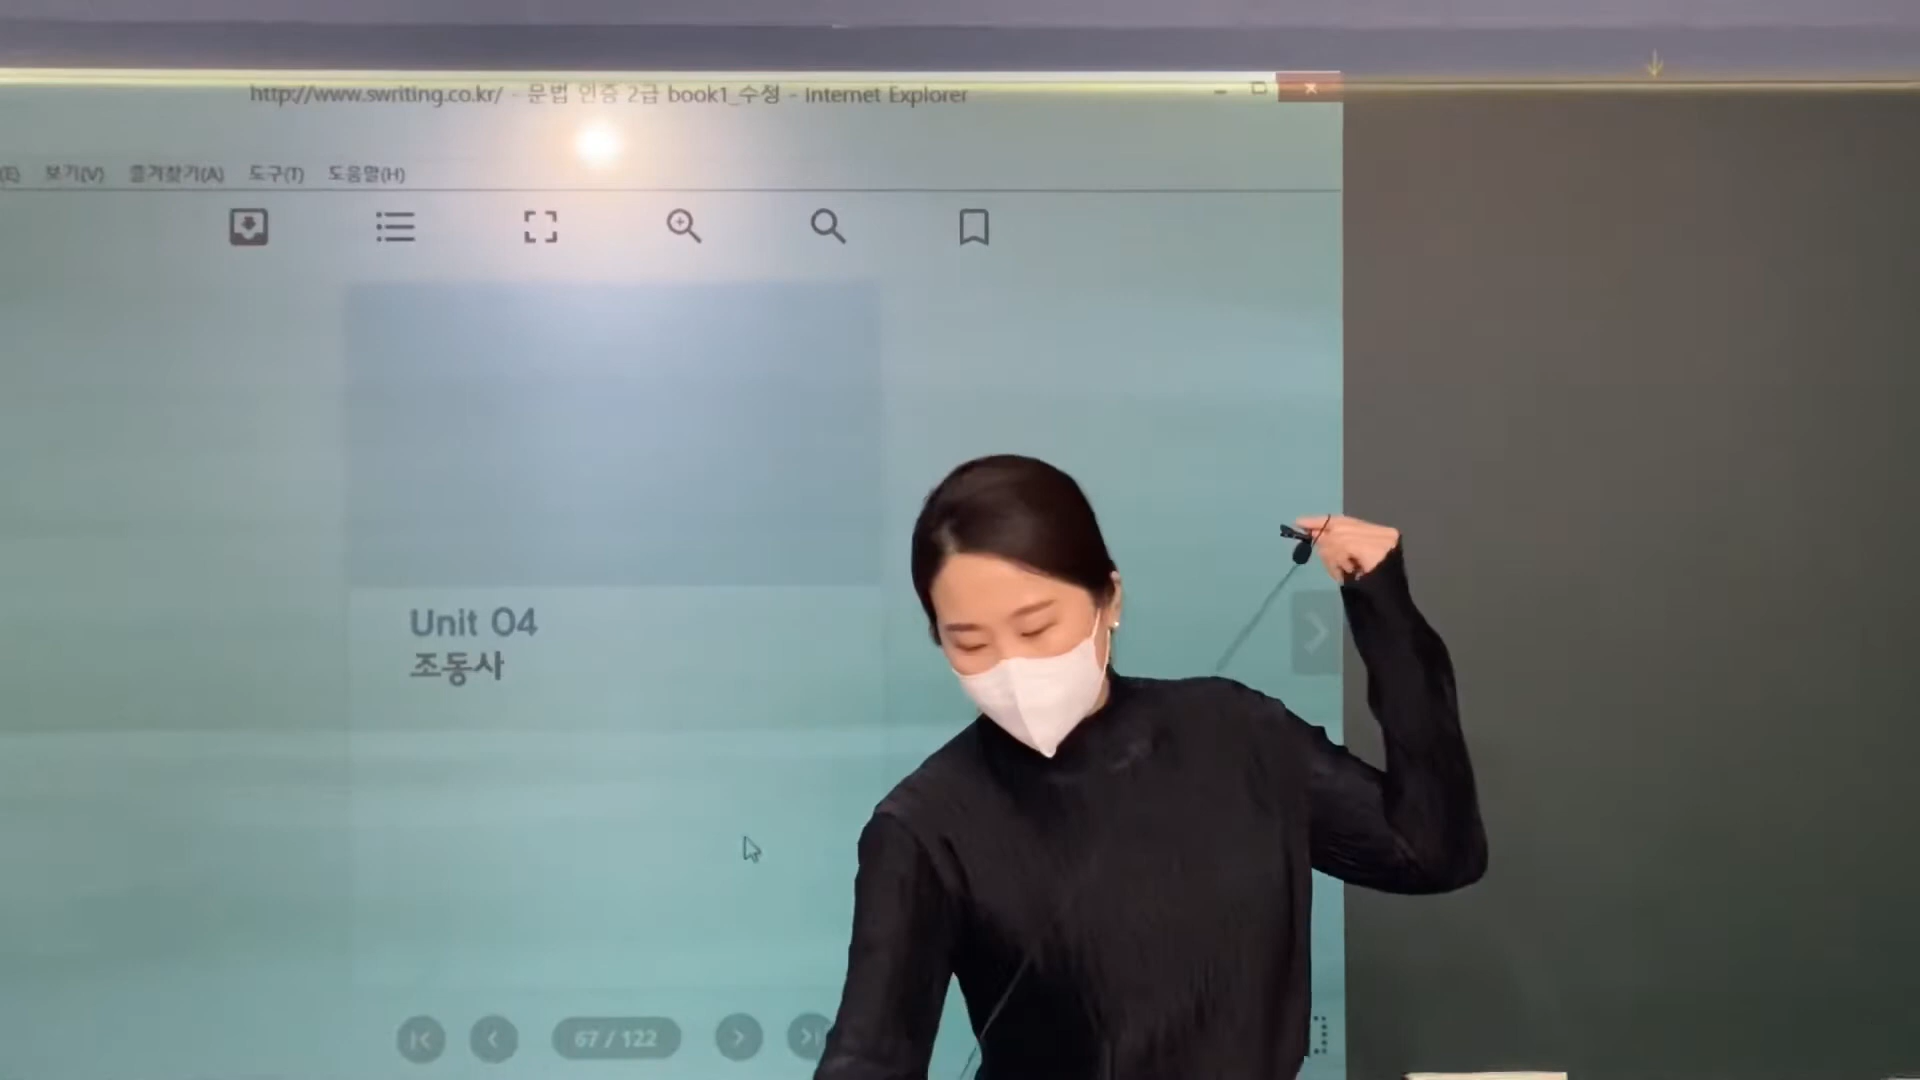 http://www.swriting.co.kr/ - 문법 인증 2급 book1_수정 - Internet Explorer
(E) 보기(V) 즐겨찾기(A) 도구(T) 도움말(H)
Unit 04
조동사
67 / 122